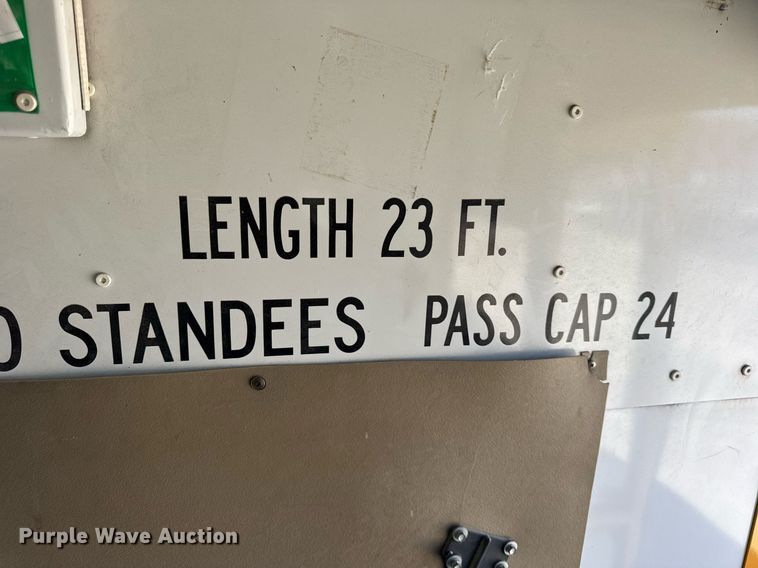 LENGTH 23 FT.
STANDEES PASS CAP 24
Purple Wave Auction